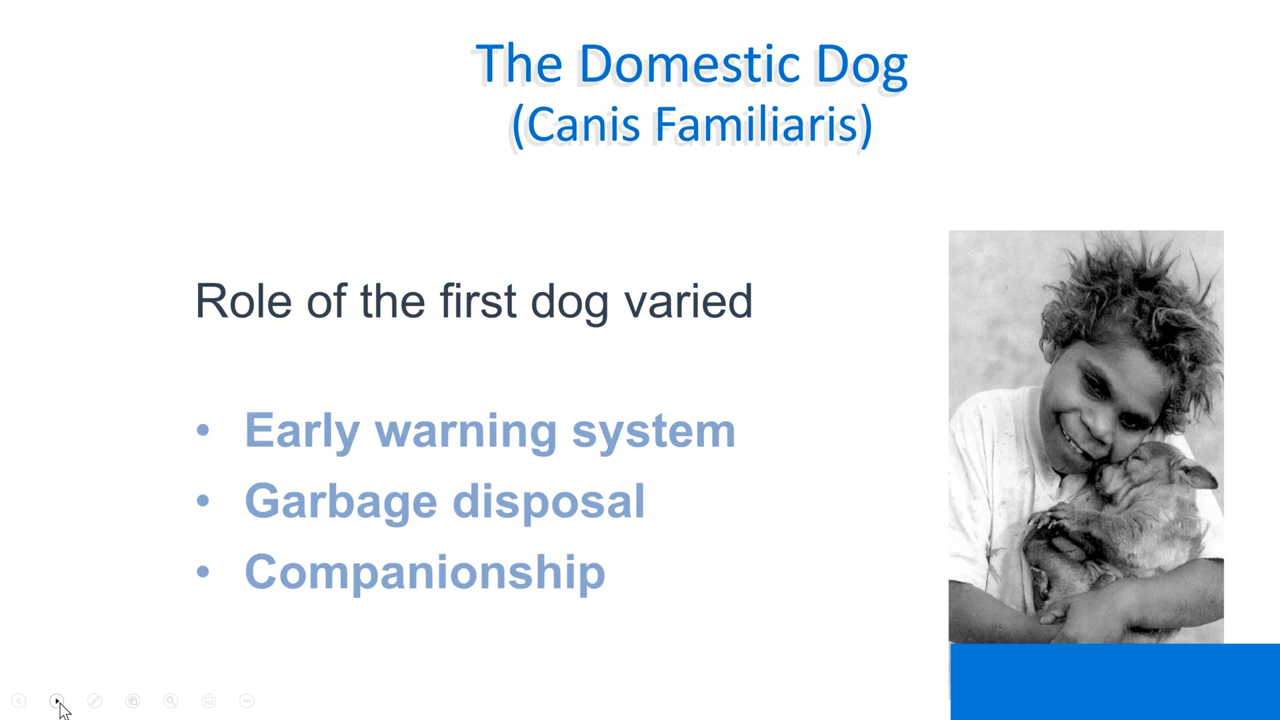 The Domestic Dog
(Canis Familiaris)
Role of the first dog varied
• Early warning system
• Garbage disposal
• Companionship